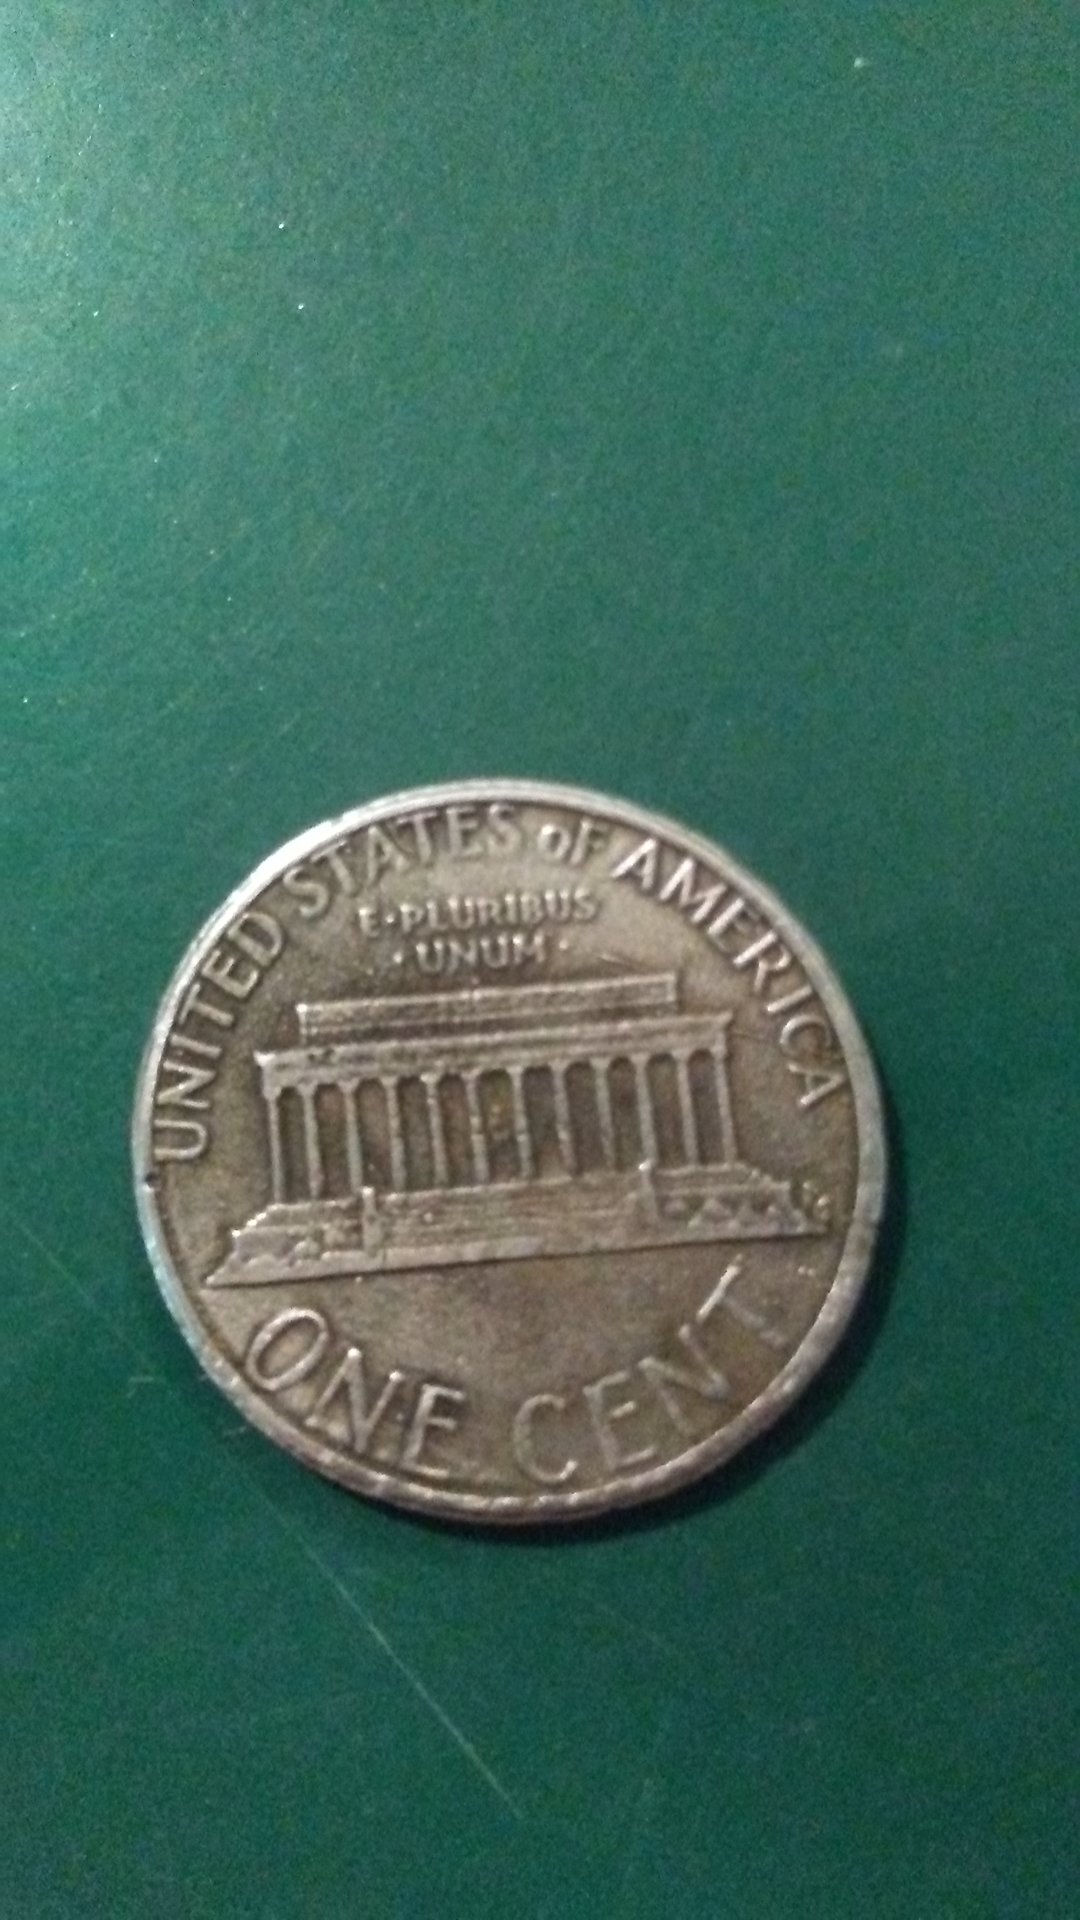 UNITED STATES oF AMERICA
E·PLURIBUS
·UNUM·
ONE CENT